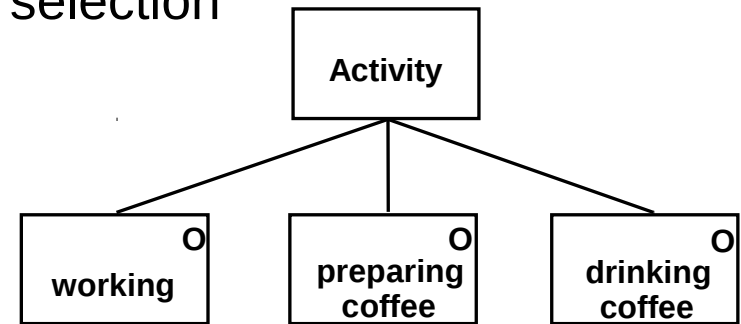 selection
Activity
O
working
O
preparing
coffee
O
drinking
coffee